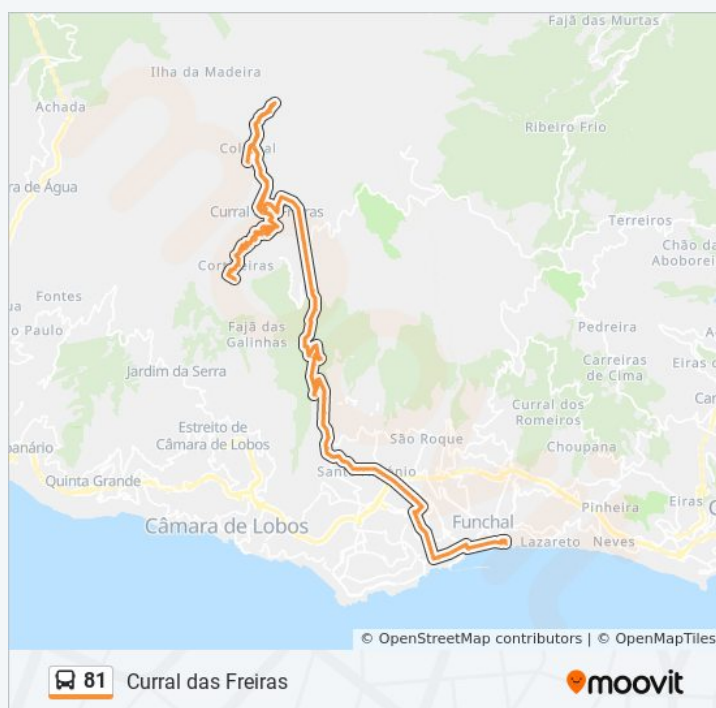 Fajã das Murtas
Ilha da Madeira
Achada
Ribeiro Frio
ra de Água
Curral
Freiras
Terreiros
Chão da
Aboborei
Fontes
o Paulo
Fajã das
Galinhas
Pedreira
Jardim da Serra
Carreiras
de Cima
Eiras d
Curral dos
Romeiros
Estreito de
Câmara de Lobos
São Roque
Choupana
Quinta Grande
Eiras
Pinheira
Câmara de Lobos
Funchal
Lazareto
Neves
© OpenStreetMap contributors | © OpenMapTiles
81 Curral das Freiras
moovit